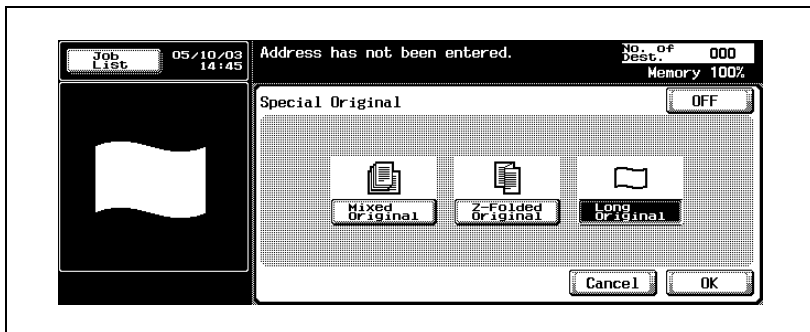 Job List
05/10/03
14:45
Address has not been entered.
No. of Dest.
000
Memory 100%
Special Original
OFF
Mixed
Original
Z-Folded
Original
Long
Original
Cancel
OK